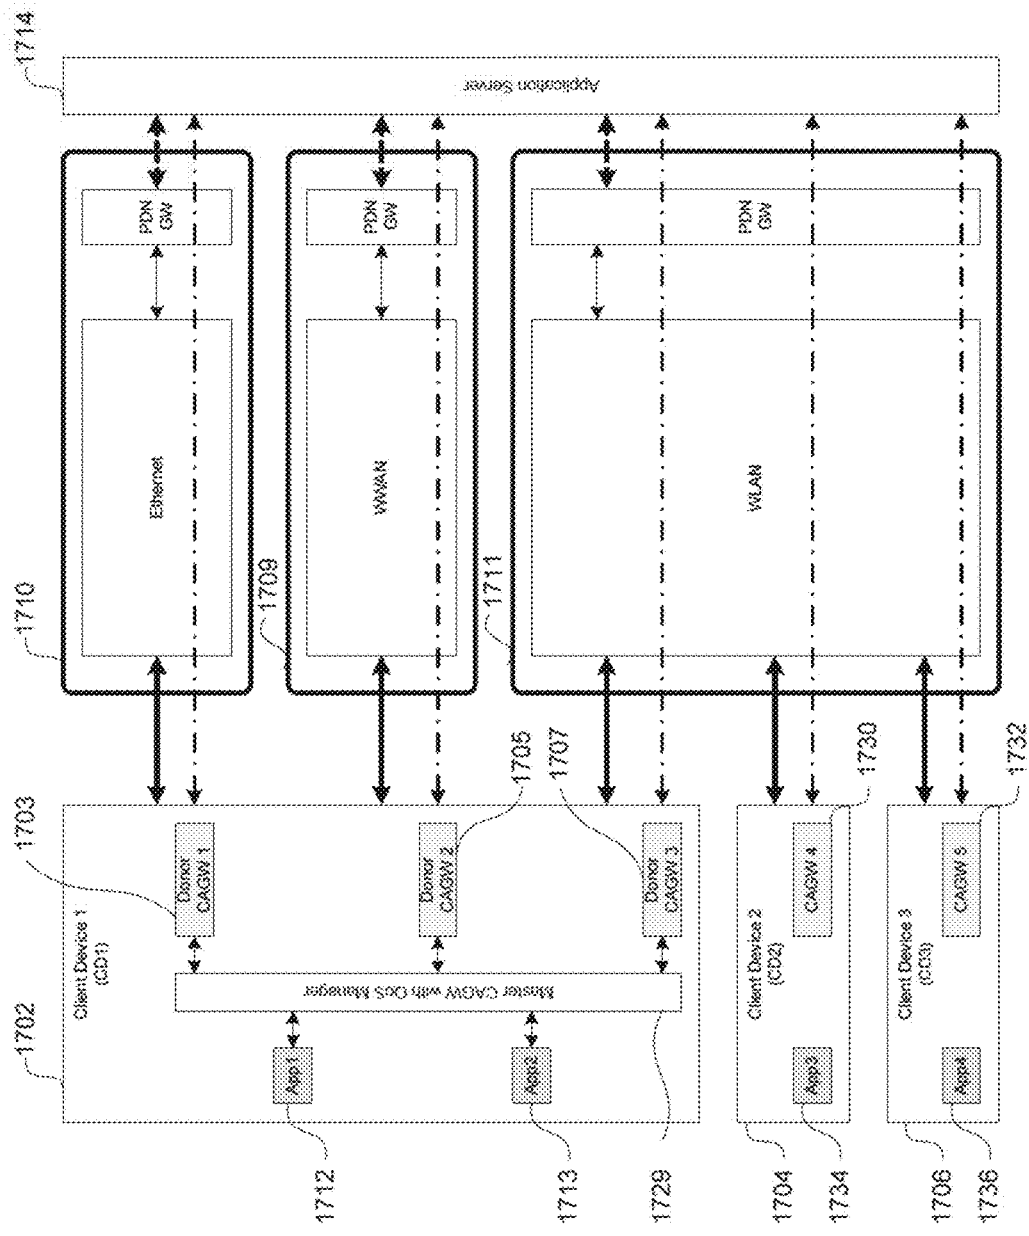 1714
Application Server
PDN
GW
PDN
GW
PDN
GW
Ethernet
WWAN
WLAN
1710
1709
1711
1703
1705
1707
1730
1732
1702
Client Device 1
(CD1)
Donor
CAGW 1
Donor
CAGW 2
Donor
CAGW 3
Master CAGW with QoS Manager
App1
App2
Client Device 2
(CD2)
CAGW 4
App3
Client Device 3
(CD3)
CAGW 5
App4
1712
1713
1729
1704
1734
1706
1736